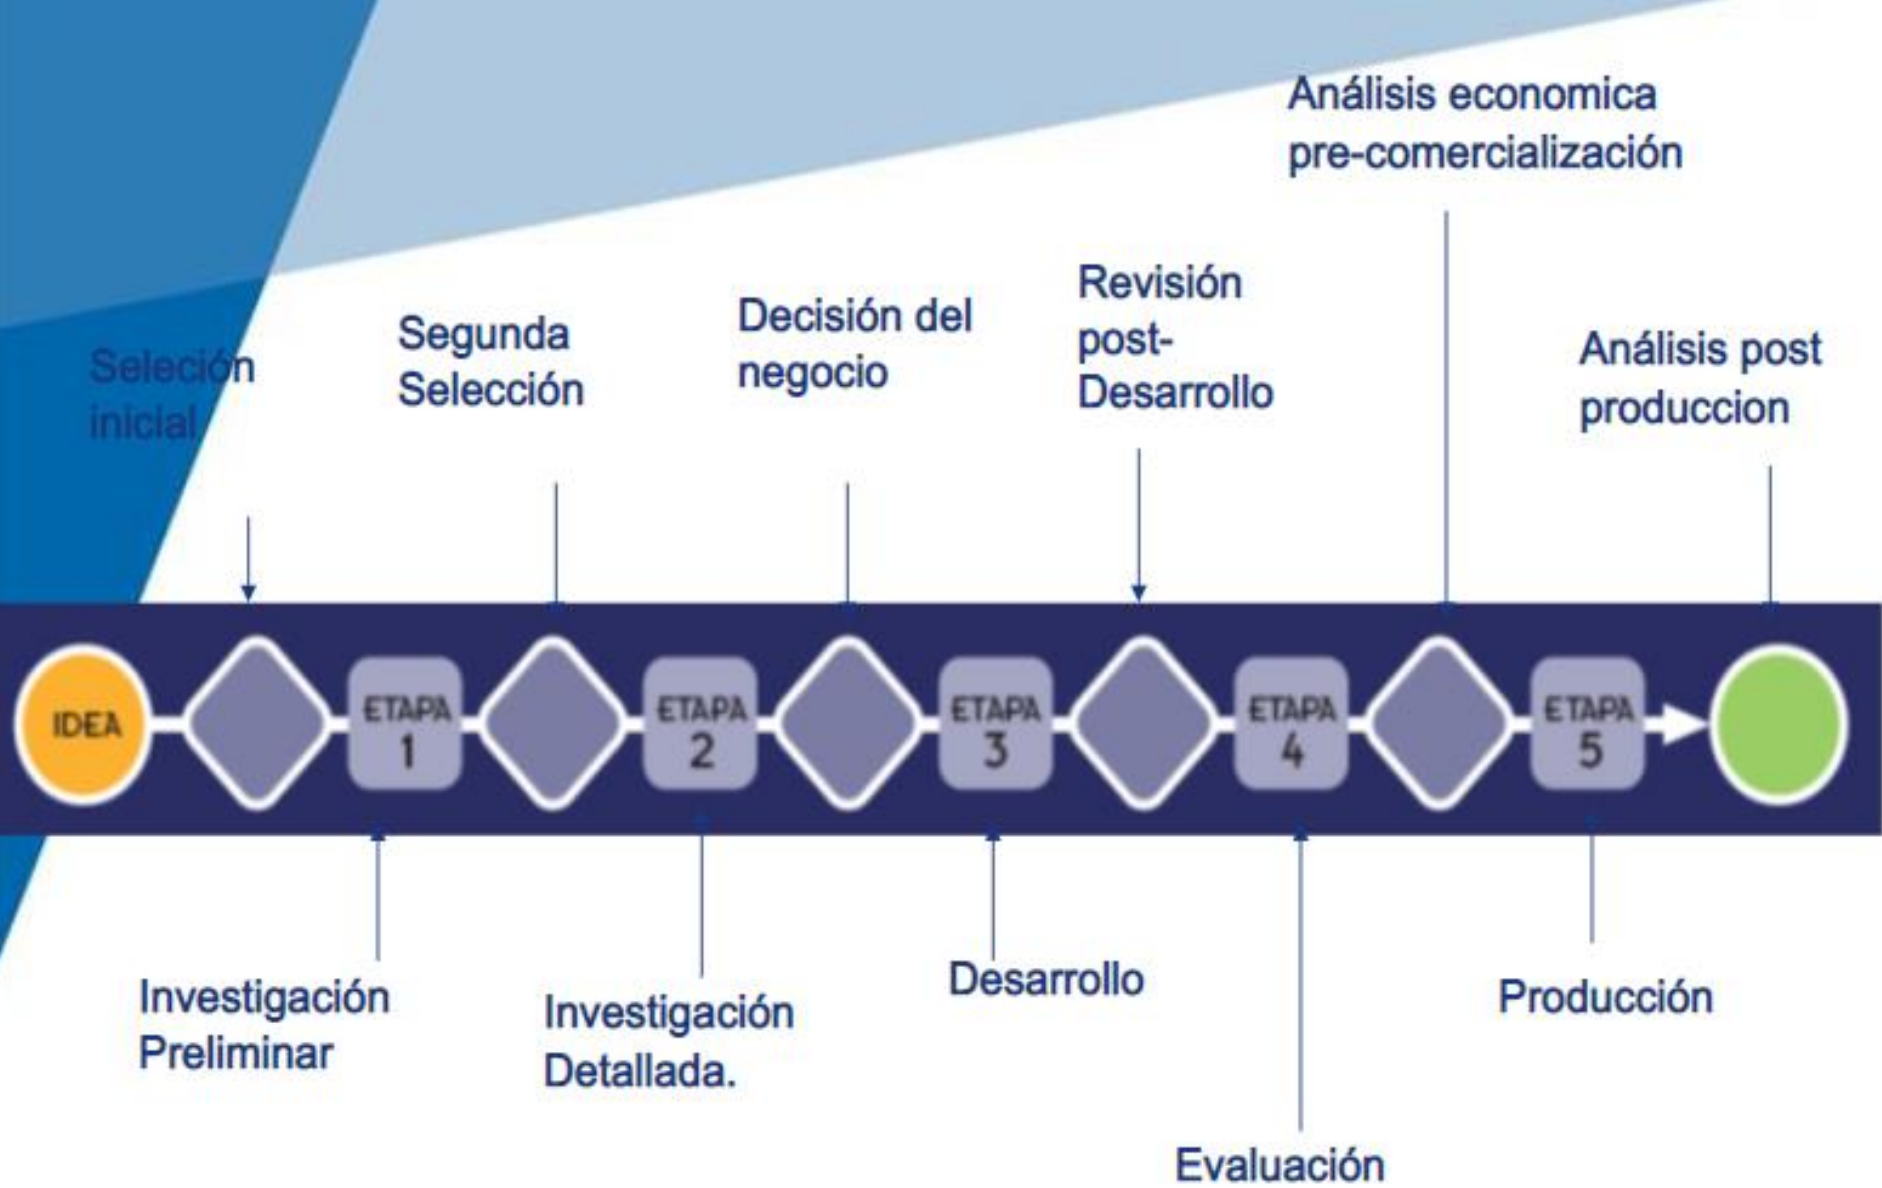 Análisis economica
pre-comercialización
Seleción
inicial
Segunda
Selección
Decisión del
negocio
Revisión
post-
Desarrollo
Análisis post
produccion
IDEA
ETAPA
1
ETAPA
2
ETAPA
3
ETAPA
4
ETAPA
5
Investigación
Preliminar
Investigación
Detallada.
Desarrollo
Evaluación
Producción